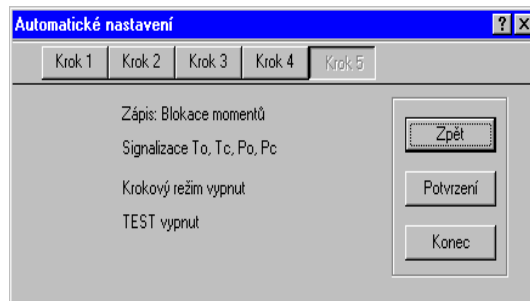 Automatické nastavení
Krok 1 Krok 2 Krok 3 Krok 4 Krok 5
Zápis: Blokace momentů
Signalizace To, Tc, Po, Pc
Krokový režim vypnut
TEST vypnut
Zpět
Potvrzení
Konec